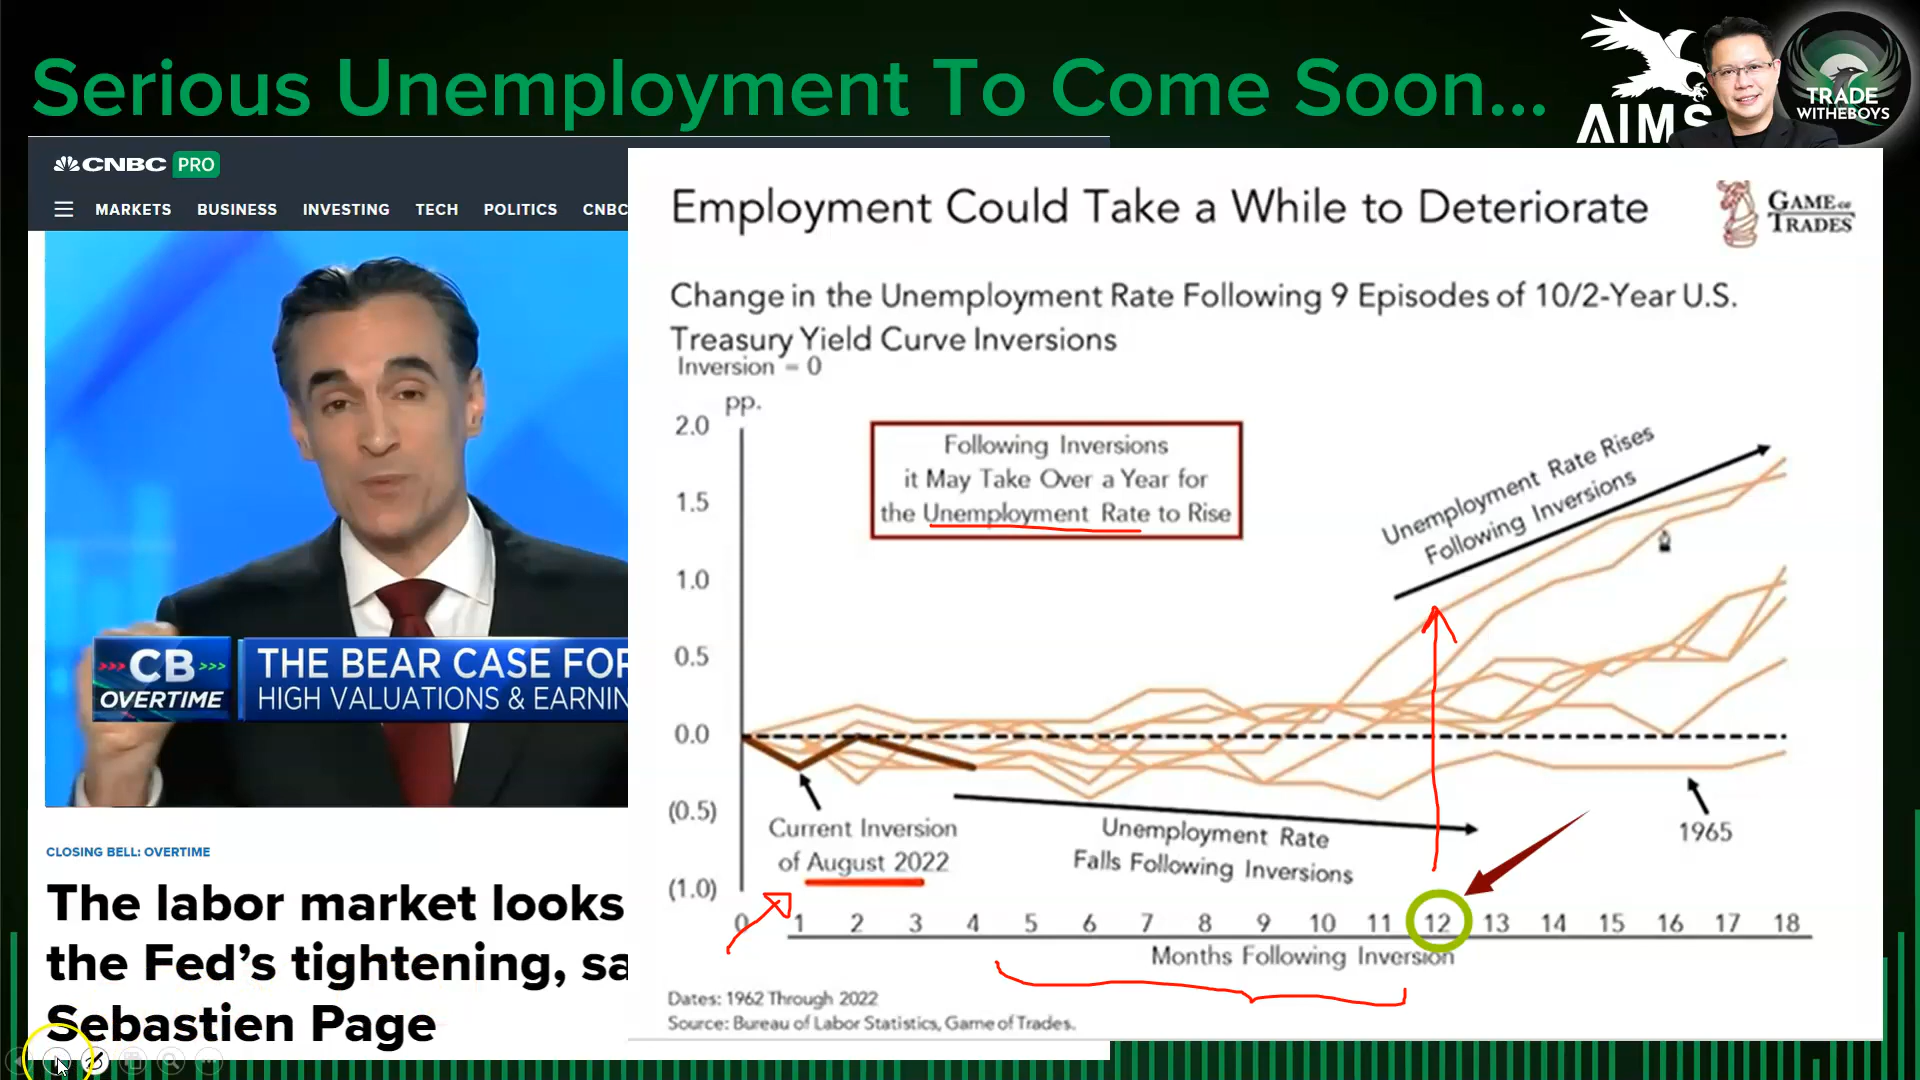 Serious Unemployment To Come Soon...
AIMS
TRADE
WITHEBOYS
CNBC PRO
MARKETS BUSINESS INVESTING TECH POLITICS CNBC
CB
OVERTIME
THE BEAR CASE FOR
HIGH VALUATIONS & EARNIN
CLOSING BELL: OVERTIME
The labor market looks
the Fed's tightening, sa
Sebastien Page
Employment Could Take a While to Deteriorate
GAME OF
TRADES
Change in the Unemployment Rate Following 9 Episodes of 10/2-Year U.S.
Treasury Yield Curve Inversions
Inversion = 0
pp.
2.0
1.5
1.0
0.5
0.0
(0.5)
(1.0)
Following Inversions
it May Take Over a Year for
the Unemployment Rate to Rise
Unemployment Rate Rises
Following Inversions
Current Inversion
of August 2022
Unemployment Rate
Falls Following Inversions
1965
0 1 2 3 4 5 6 7 8 9 10 11 12 13 14 15 16 17 18
Months Following Inversion
Dates: 1962 Through 2022
Source: Bureau of Labor Statistics, Game of Trades.